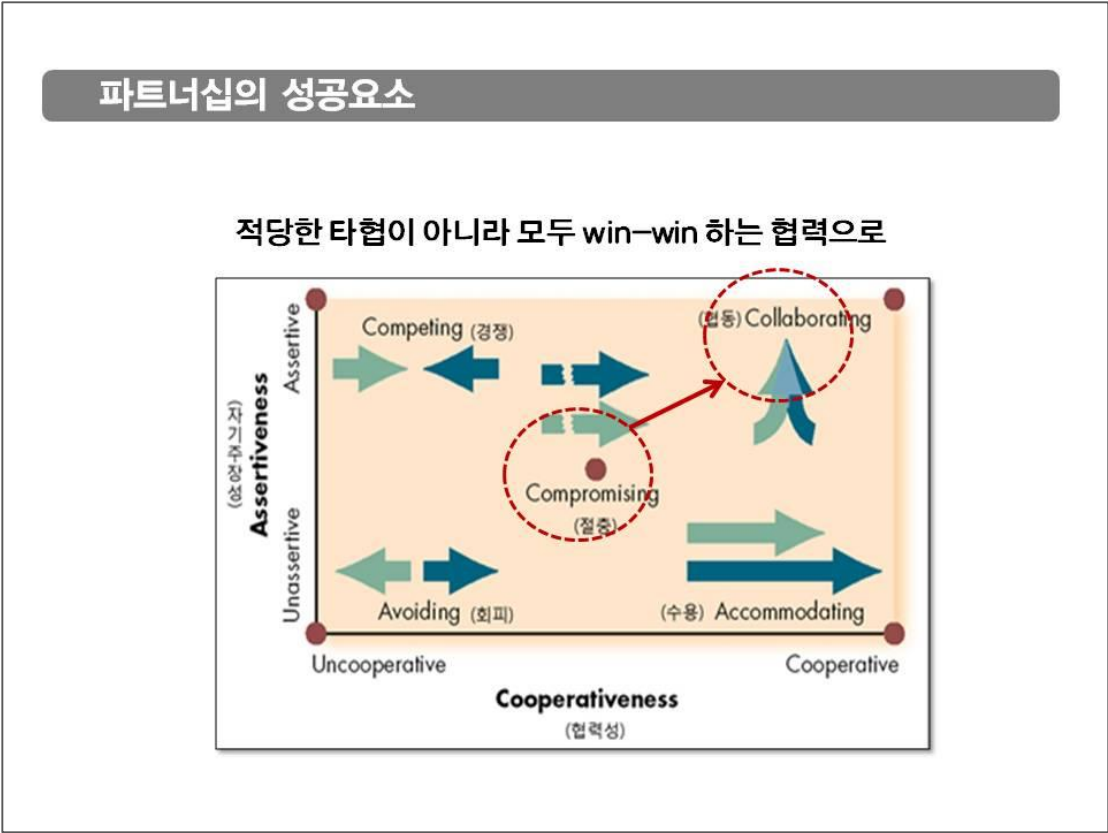 파트너십의 성공요소
적당한 타협이 아니라 모두 win-win 하는 협력으로
Assertive
Competing (경쟁)
(협동) Collaborating
(자기주장성)
Assertiveness
Compromising
(절충)
Unassertive
Avoiding (회피)
(수용) Accommodating
Uncooperative
Cooperative
Cooperativeness
(협력성)